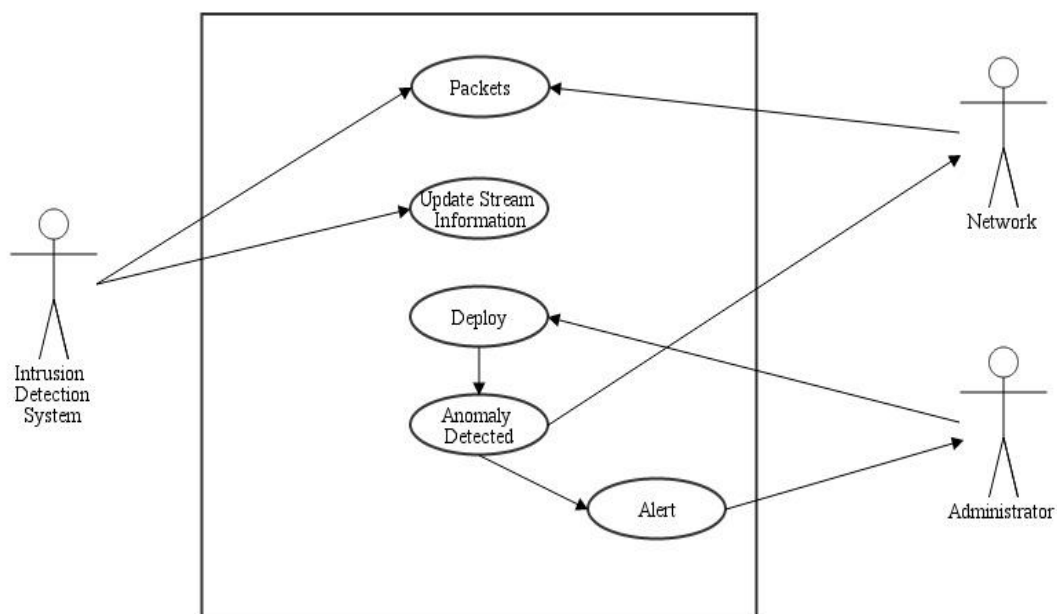 Packets
Update Stream
Information
Network
Intrusion
Detection
System
Deploy
Anomaly
Detected
Alert
Administrator